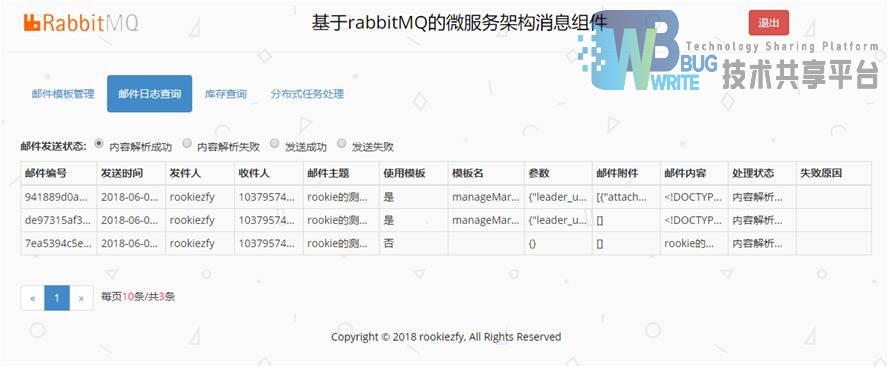 RabbitMQ
基于rabbitMQ的微服务架构消息组件
退出
WB
BUG WRITE
Technology Sharing Platform
技术共享平台
邮件模板管理 邮件日志查询 库存查询 分布式任务处理
邮件发送状态: 内容解析成功 内容解析失败 发送成功 发送失败
邮件编号 发送时间 发件人 收件人 邮件主题 使用模板 模板名 参数 邮件附件 邮件内容 处理状态 失败原因
941889d0a... 2018-06-0... rookiezfy 10379574... rookie的测... 是 manageMar... {"leader_u... [{"attach... <!DOCTYP... 内容解析...
de97315af3... 2018-06-0... rookiezfy 10379574... rookie的测... 是 manageMar... {"leader_u... [] <!DOCTYP... 内容解析...
7ea5394c5e... 2018-06-0... rookiezfy 10379574... rookie的测... 否 {} [] rookie的... 内容解析...
« 1 » 每页10条/共3条
Copyright © 2018 rookiezfy, All Rights Reserved